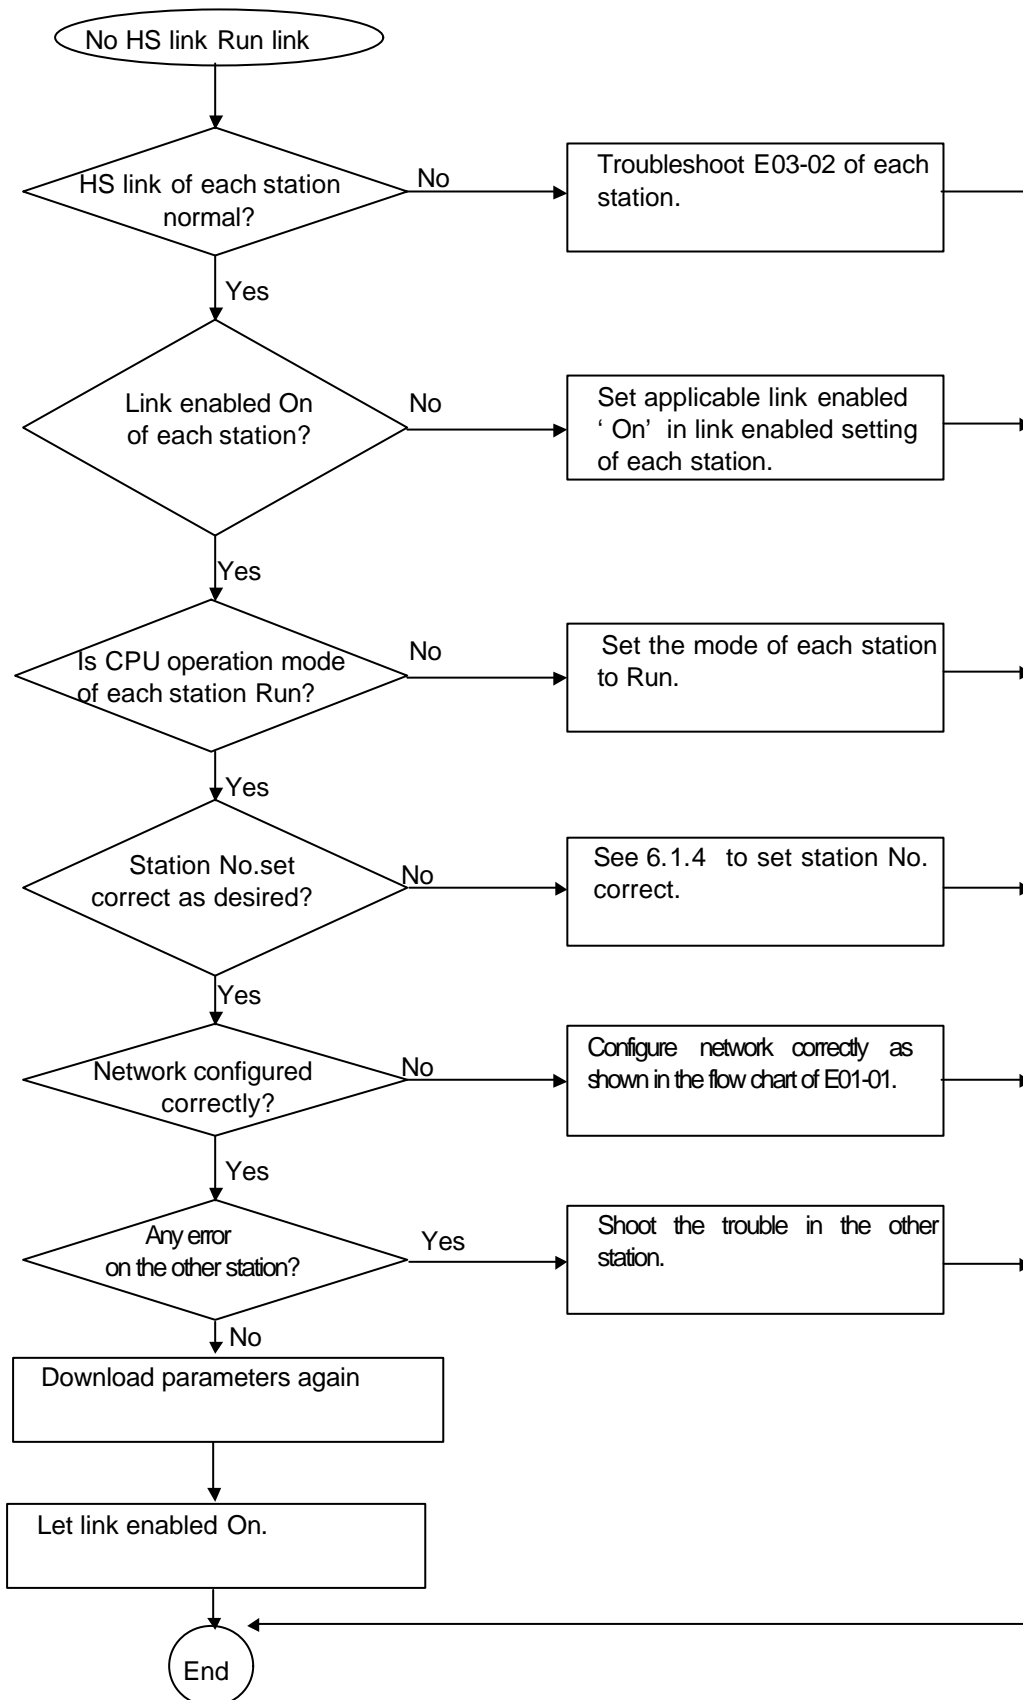 No HS link Run link
HS link of each station
normal?
No
Troubleshoot E03-02 of each
station.
Yes
Link enabled On
of each station?
No
Set applicable link enabled
‘ On’ in link enabled setting
of each station.
Yes
Is CPU operation mode
of each station Run?
No
Set the mode of each station
to Run.
Yes
Station No.set
correct as desired?
No
See 6.1.4 to set station No.
correct.
Yes
Network configured
correctly?
No
Configure network correctly as
shown in the flow chart of E01-01.
Yes
Any error
on the other station?
Yes
Shoot the trouble in the other
station.
No
Download parameters again
Let link enabled On.
End